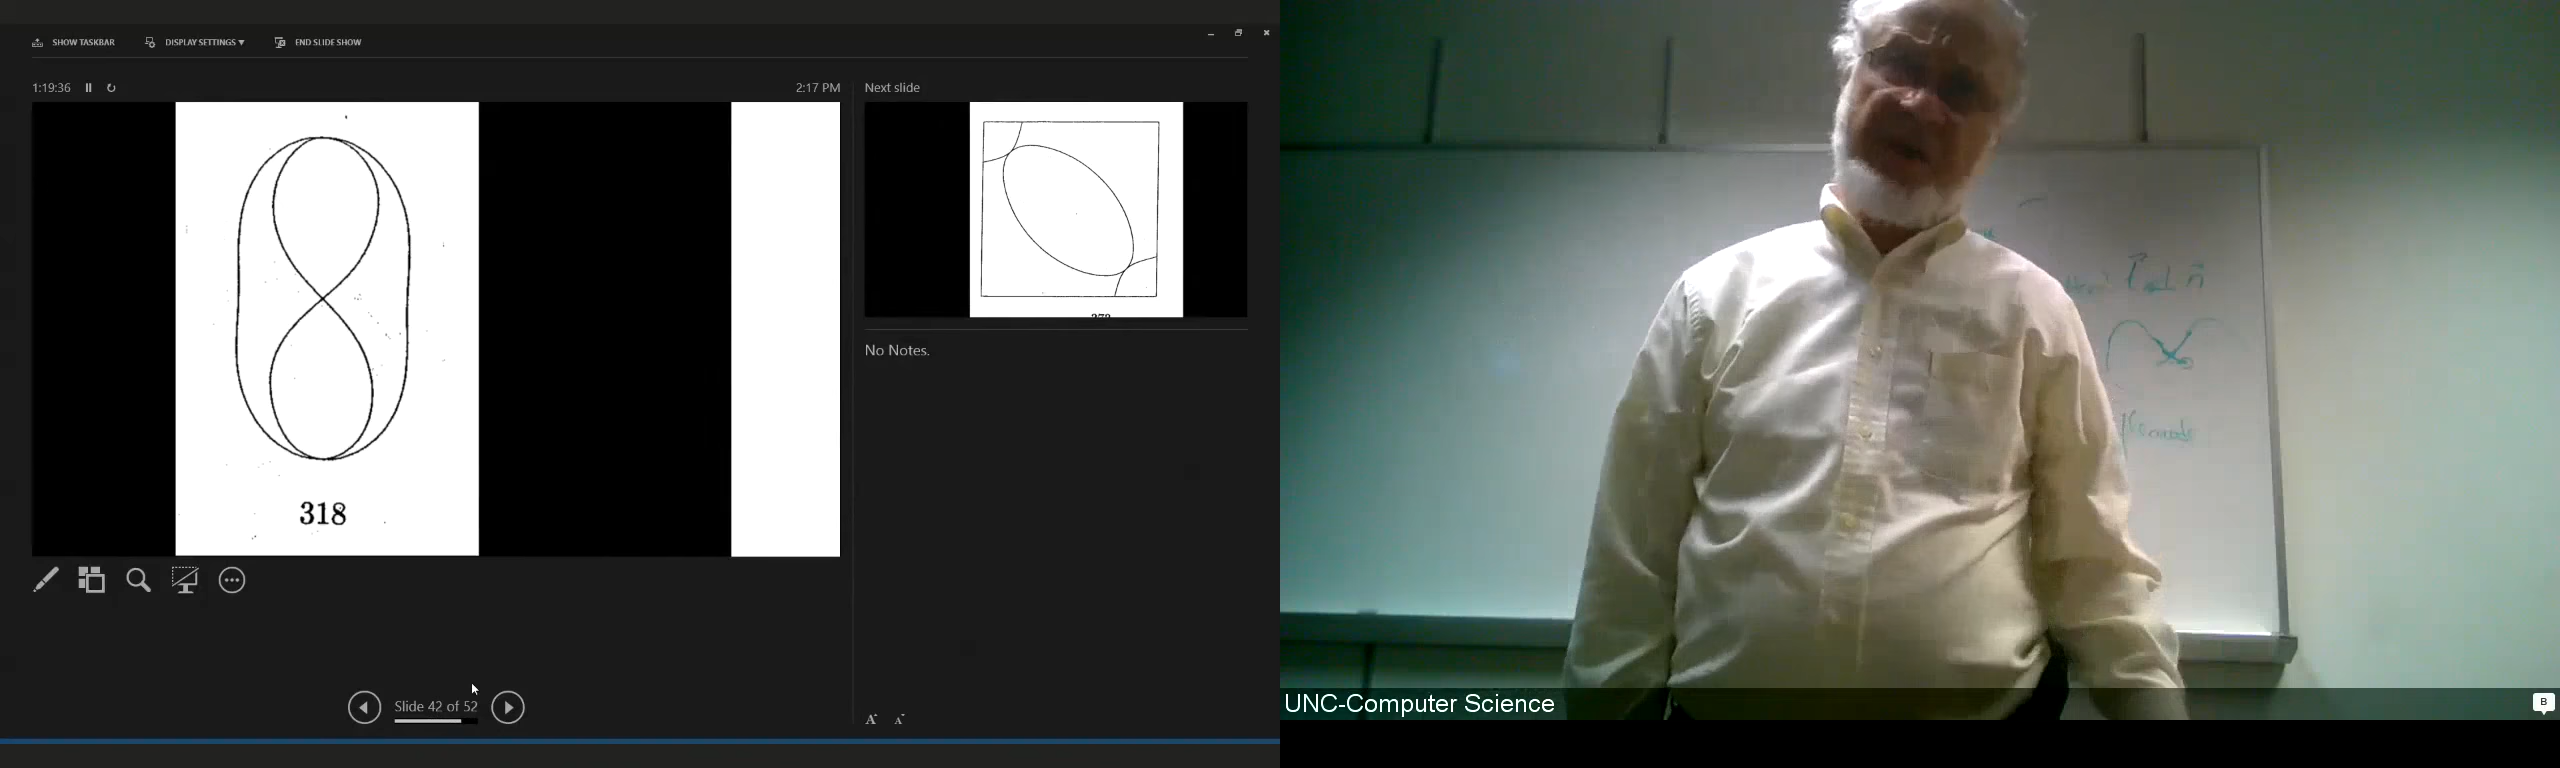 SHOW TASKBAR DISPLAY SETTINGS ▼ END SLIDE SHOW
1:19:36 2:17 PM
Next slide
318
273
No Notes.
Slide 42 of 52
A A
UNC-Computer Science
B